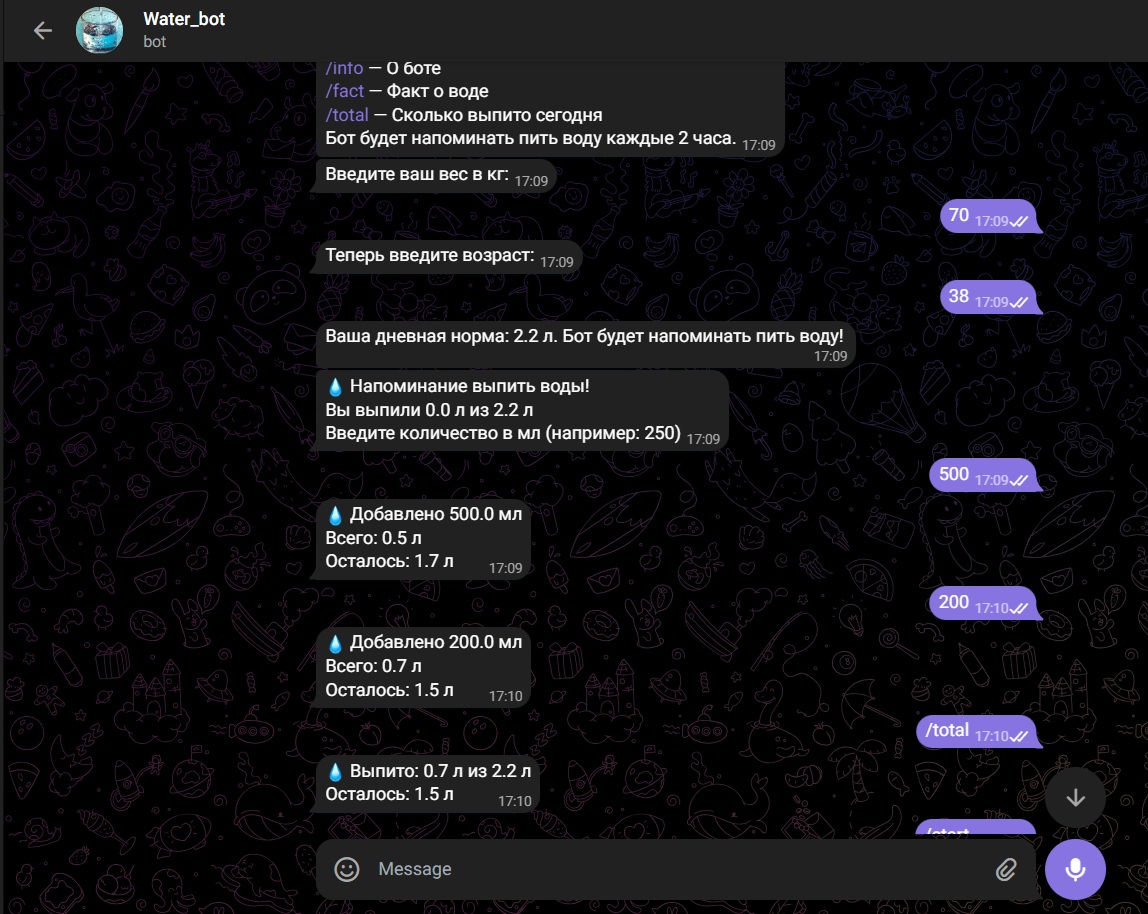 Water_bot
bot
/info — О боте
/fact — Факт о воде
/total — Сколько выпито сегодня
Бот будет напоминать пить воду каждые 2 часа. 17:09
Введите ваш вес в кг: 17:09
70 17:09
Теперь введите возраст: 17:09
38 17:09
Ваша дневная норма: 2.2 л. Бот будет напоминать пить воду!
17:09
💧 Напоминание выпить воды!
Вы выпили 0.0 л из 2.2 л
Введите количество в мл (например: 250) 17:09
500 17:09
💧 Добавлено 500.0 мл
Всего: 0.5 л
Осталось: 1.7 л 17:09
200 17:10
💧 Добавлено 200.0 мл
Всего: 0.7 л
Осталось: 1.5 л 17:10
/total 17:10
💧 Выпито: 0.7 л из 2.2 л
Осталось: 1.5 л 17:10
/start
Message